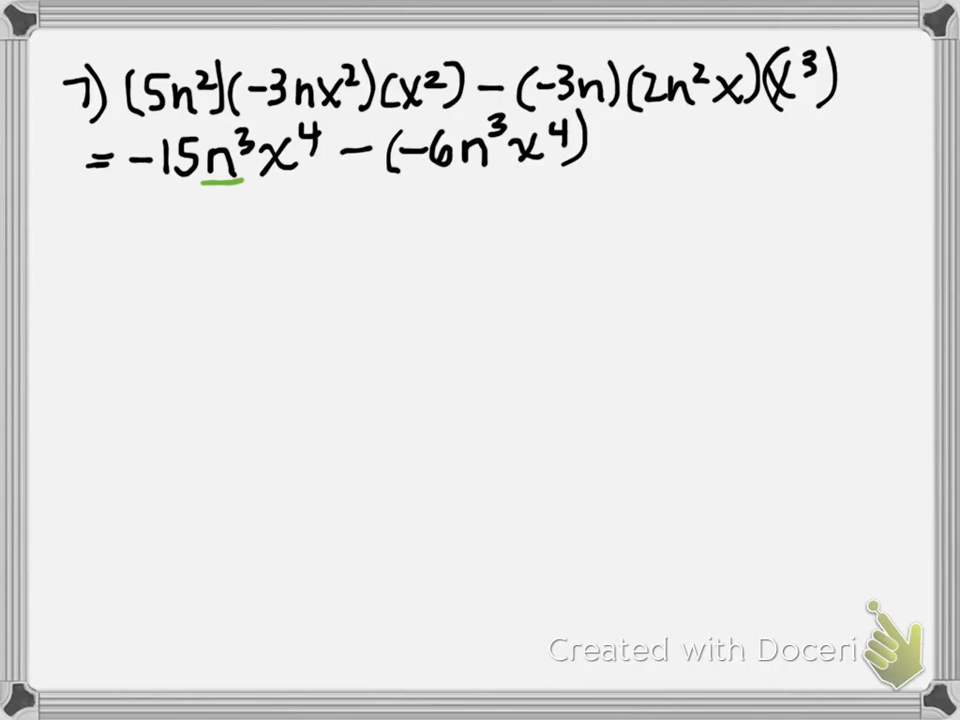 7) (5n²)(-3nx²)(x²) - (-3n)(2n²x)(x³)
= -15n³x⁴ - (-6n³x⁴)
Created with Doceri